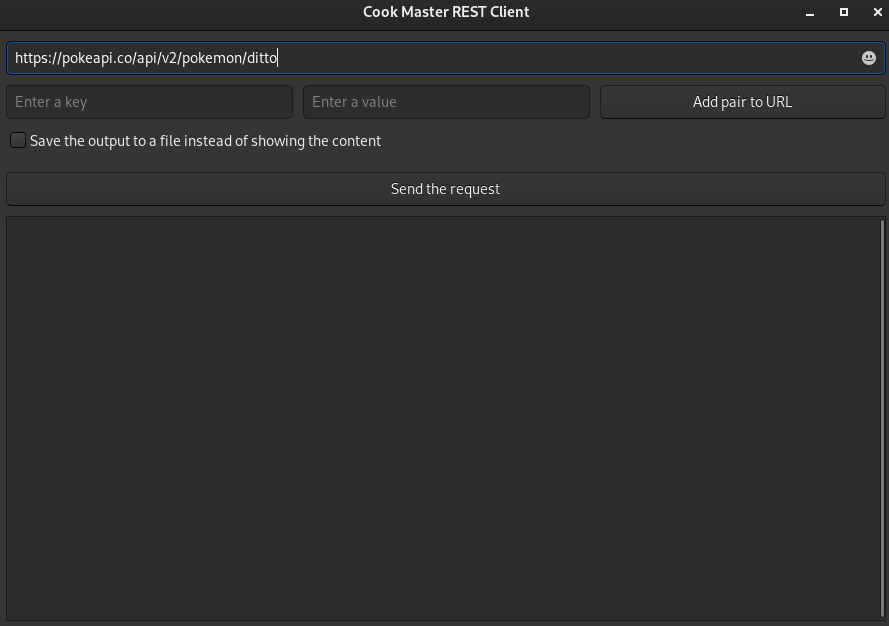 Cook Master REST Client
https://pokeapi.co/api/v2/pokemon/ditto
Enter a key Enter a value Add pair to URL
Save the output to a file instead of showing the content
Send the request